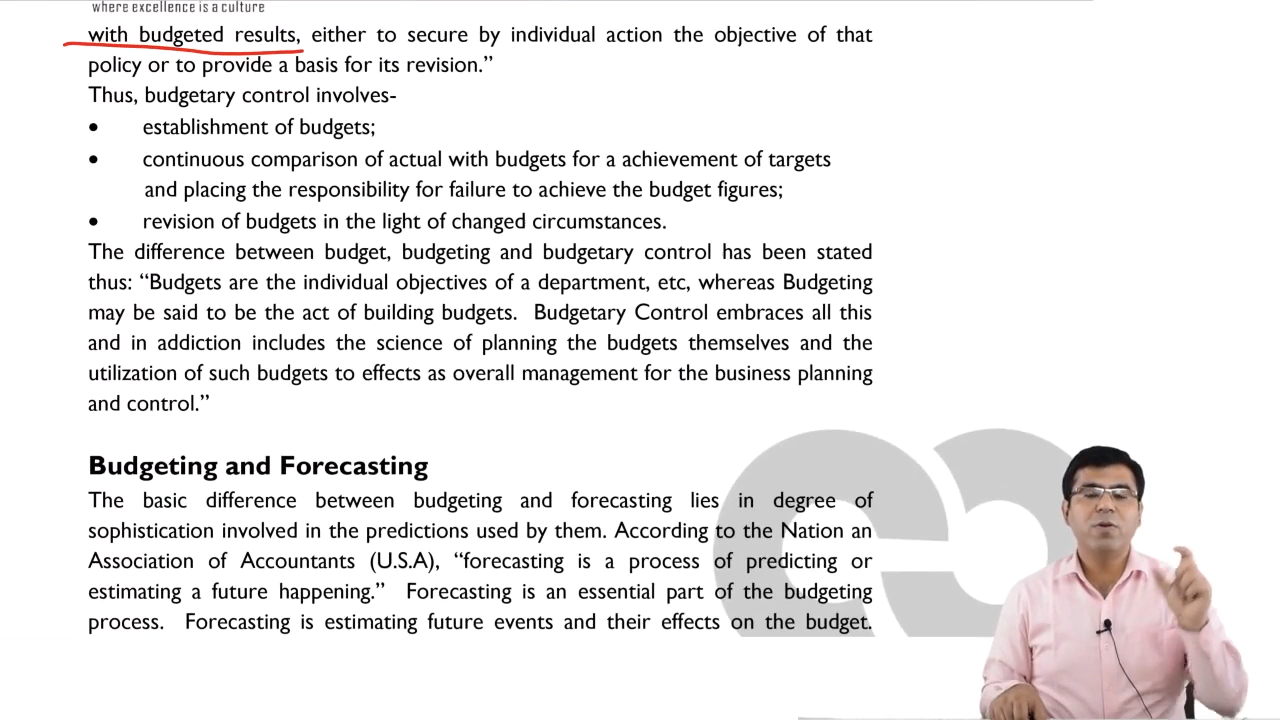 where excellence is a culture
with budgeted results, either to secure by individual action the objective of that
policy or to provide a basis for its revision.”
Thus, budgetary control involves-
• establishment of budgets;
• continuous comparison of actual with budgets for a achievement of targets
and placing the responsibility for failure to achieve the budget figures;
• revision of budgets in the light of changed circumstances.
The difference between budget, budgeting and budgetary control has been stated
thus: “Budgets are the individual objectives of a department, etc, whereas Budgeting
may be said to be the act of building budgets. Budgetary Control embraces all this
and in addiction includes the science of planning the budgets themselves and the
utilization of such budgets to effects as overall management for the business planning
and control.”
Budgeting and Forecasting
The basic difference between budgeting and forecasting lies in degree of
sophistication involved in the predictions used by them. According to the Nation an
Association of Accountants (U.S.A), “forecasting is a process of predicting or
estimating a future happening.” Forecasting is an essential part of the budgeting
process. Forecasting is estimating future events and their effects on the budget.